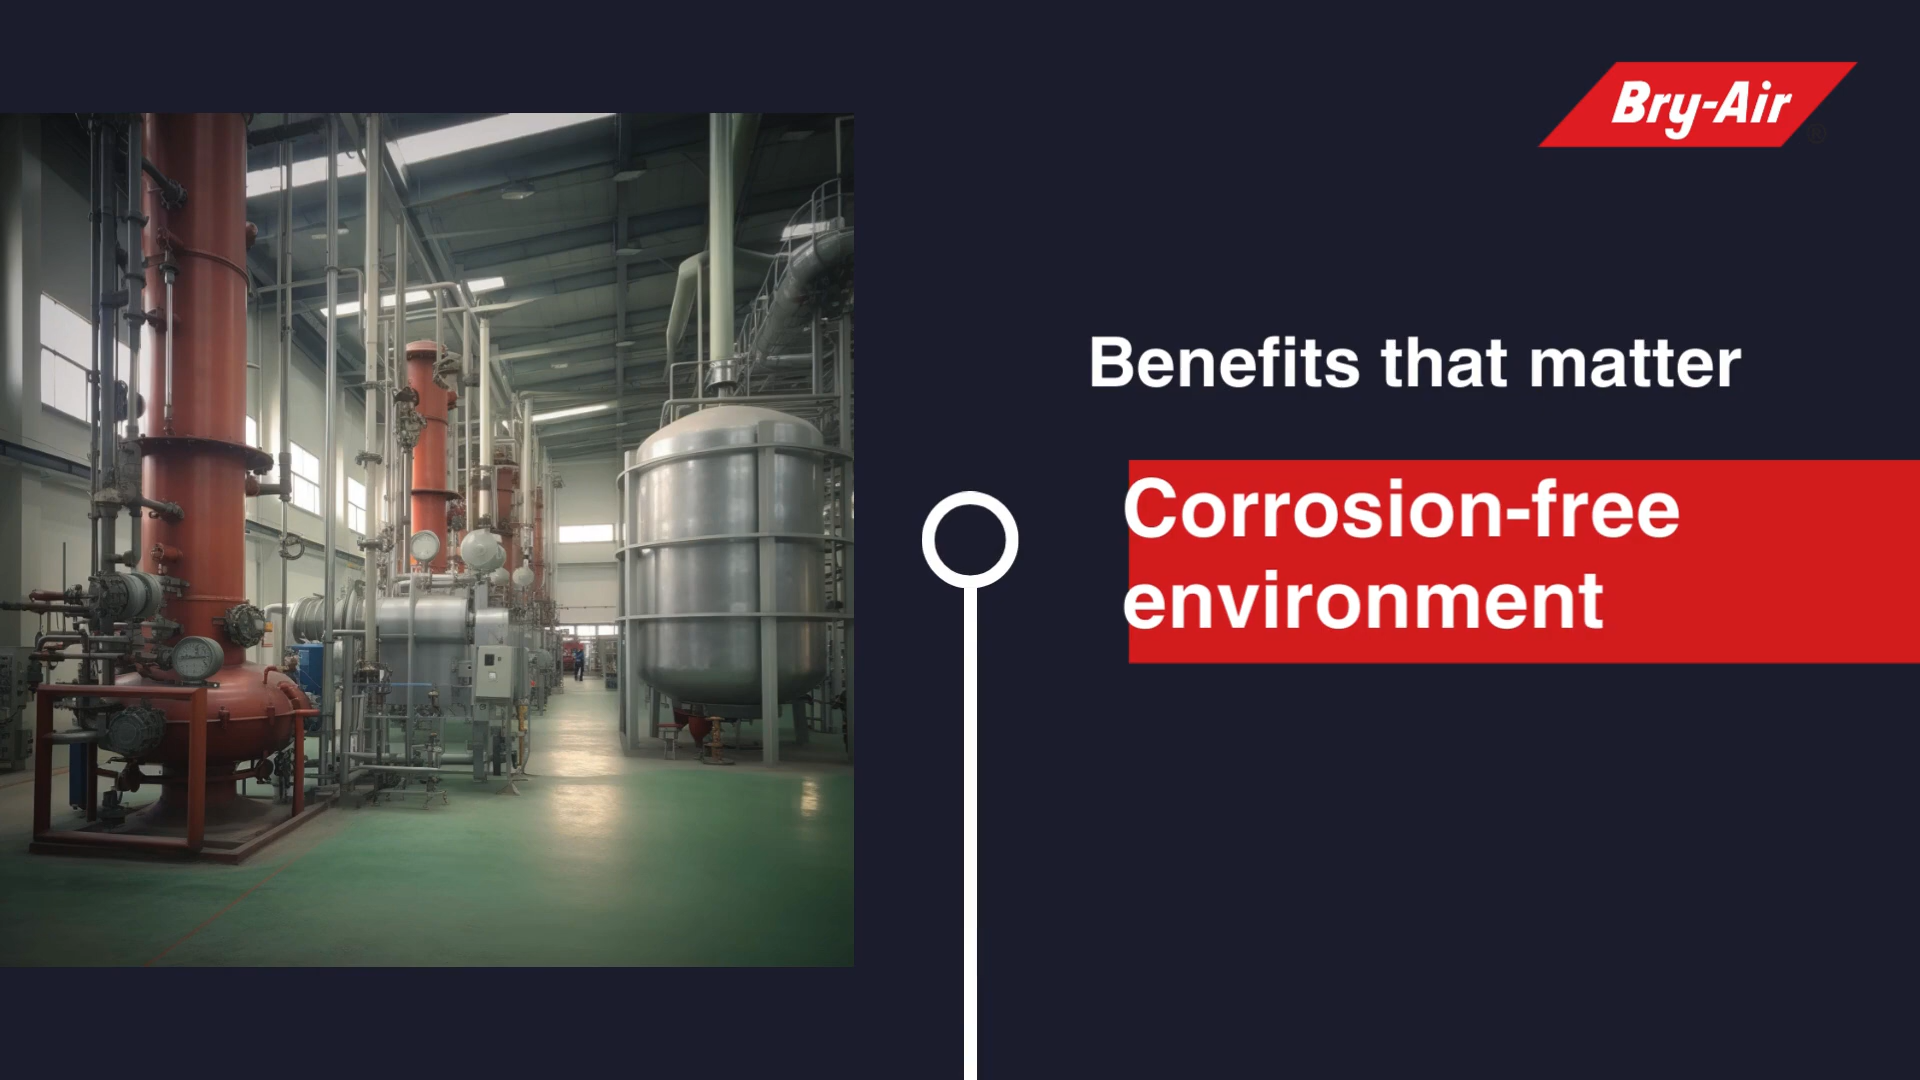 Bry-Air
®
Benefits that matter
Corrosion-free
environment